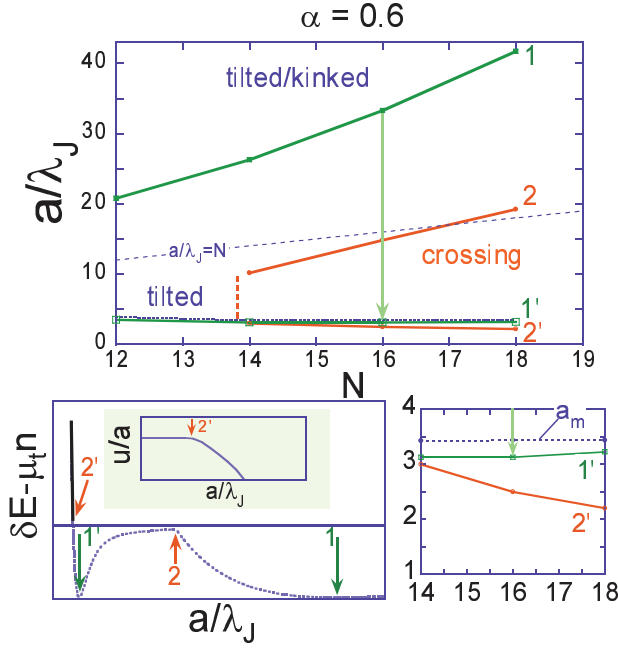 α = 0.6
40
30
20
10
0
a/λJ
tilted/kinked
1
2
a/λJ=N
crossing
tilted
1'
2'
12 13 14 15 16 17 18 19
N
δE-μtn
u/a
2'
a/λJ
2'
1'
2
1
a/λJ
4
3
2
1
am
1'
2'
14 16 18